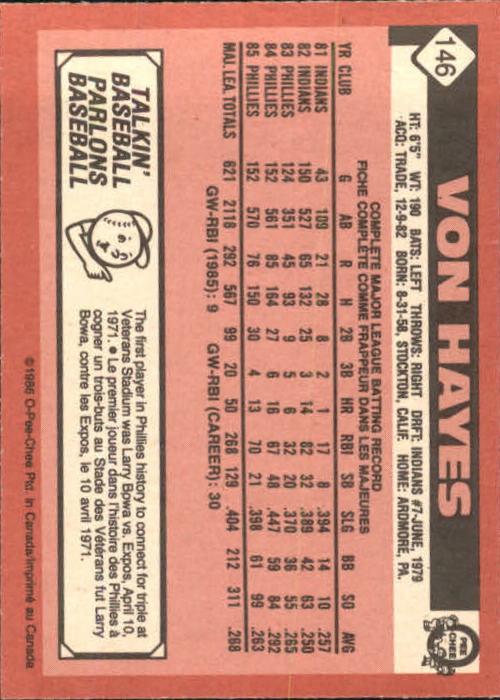 146
VON HAYES
HT: 6'5" WT: 190 BATS: LEFT THROWS: RIGHT DRFT: INDIANS #7-JUNE, 1979
ACQ: TRADE, 12-9-82 BORN: 8-31-58, STOCKTON, CALIF. HOME: ARDMORE, PA.
O PEE CHEE
COMPLETE MAJOR LEAGUE BATTING RECORD
FICHE COMPLÈTE COMME FRAPPEUR DANS LES MAJEURES
YR CLUB G AB R H 2B 3B HR RBI SB SLG BB SO AVG
81 INDIANS 43 109 21 28 8 2 1 17 8 .394 14 10 .257
82 INDIANS 150 527 65 132 25 3 14 82 32 .389 42 63 .250
83 PHILLIES 124 351 45 93 9 5 6 32 20 .370 36 55 .265
84 PHILLIES 152 561 85 164 27 6 16 67 48 .447 59 84 .292
85 PHILLIES 152 570 76 150 30 4 13 70 21 .398 61 99 .263
MAJ. LEA. TOTALS 621 2118 292 567 99 20 50 268 129 .404 212 311 .268
GW-RBI (1985): 9 GW-RBI (CAREER): 30
TALKIN'
BASEBALL
PARLONS
BASEBALL
The first player in Phillies history to connect for triple at
Veterans Stadium was Larry Bowa vs. Expos, April 10,
1971. • Le premier joueur dans l'histoire des Phillies à
cogner un trois-buts au Stade des Vétérans fut Larry
Bowa, contre les Expos, le 10 avril 1971.
©1986 O-Pee-Chee Ptd. in Canada/Imprimé au Canada